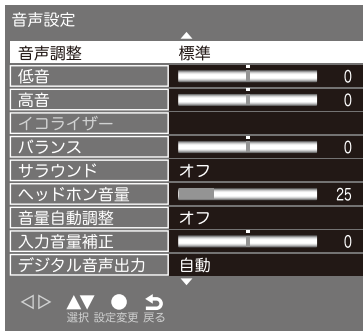 音声設定
音声調整 標準
低音 0
高音 0
イコライザー
バランス 0
サラウンド オフ
ヘッドホン音量 25
音量自動調整 オフ
入力音量補正 0
デジタル音声出力 自動
選択 設定変更 戻る